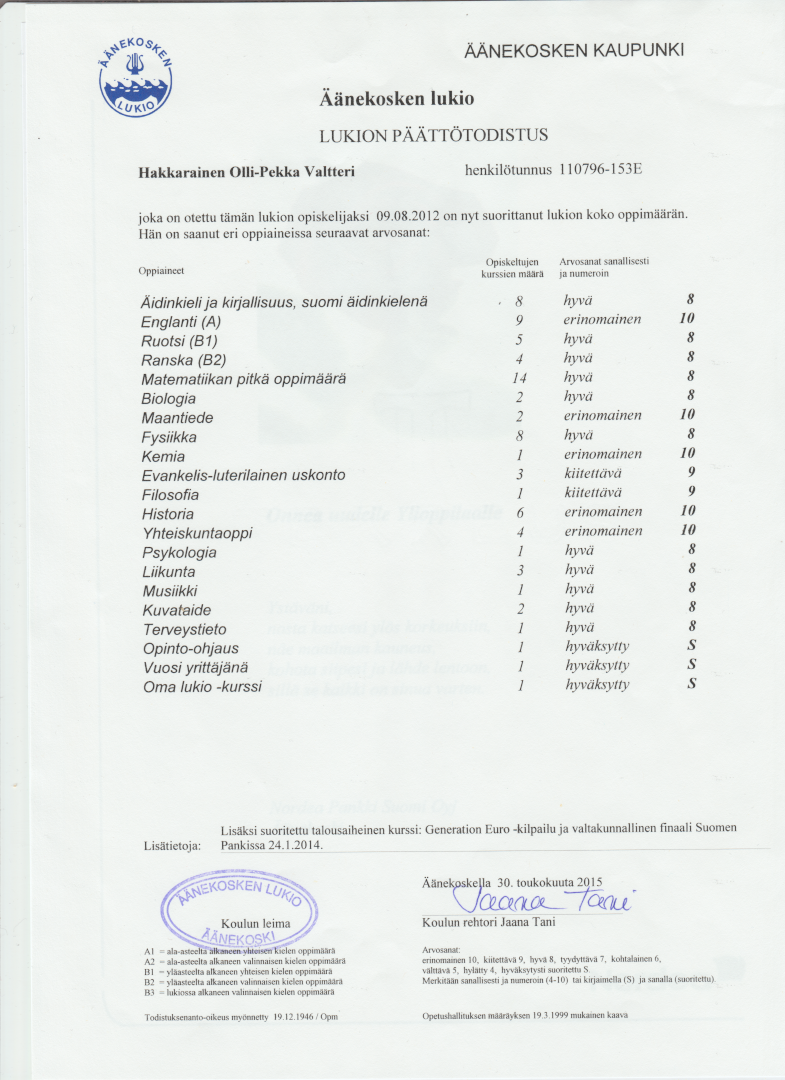 ÄÄNEKOSKEN
LUKIO
ÄÄNEKOSKEN KAUPUNKI
Äänekosken lukio
LUKION PÄÄTTÖTODISTUS
Hakkarainen Olli-Pekka Valtteri henkilötunnus 110796-153E
joka on otettu tämän lukion opiskelijaksi 09.08.2012 on nyt suorittanut lukion koko oppimäärän.
Hän on saanut eri oppiaineissa seuraavat arvosanat:
Oppiaineet Opiskeltujen kurssien määrä Arvosanat sanallisesti ja numeroin
Äidinkieli ja kirjallisuus, suomi äidinkielenä 8 hyvä 8
Englanti (A) 9 erinomainen 10
Ruotsi (B1) 5 hyvä 8
Ranska (B2) 4 hyvä 8
Matematiikan pitkä oppimäärä 14 hyvä 8
Biologia 2 hyvä 8
Maantiede 2 erinomainen 10
Fysiikka 8 hyvä 8
Kemia 1 erinomainen 10
Evankelis-luterilainen uskonto 3 kiitettävä 9
Filosofia 1 kiitettävä 9
Historia 6 erinomainen 10
Yhteiskuntaoppi 4 erinomainen 10
Psykologia 1 hyvä 8
Liikunta 3 hyvä 8
Musiikki 1 hyvä 8
Kuvataide 2 hyvä 8
Terveystieto 1 hyvä 8
Opinto-ohjaus 1 hyväksytty S
Vuosi yrittäjänä 1 hyväksytty S
Oma lukio -kurssi 1 hyväksytty S
Lisätietoja: Lisäksi suoritettu talousaiheinen kurssi: Generation Euro -kilpailu ja valtakunnallinen finaali Suomen
Pankissa 24.1.2014.
ÄÄNEKOSKEN LUKIO
ÄÄNEKOSKI
Koulun leima
Äänekoskella 30. toukokuuta 2015
Jaana Tani
Koulun rehtori Jaana Tani
A1 = ala-asteelta alkaneen yhteisen kielen oppimäärä
A2 = ala-asteelta alkaneen valinnaisen kielen oppimäärä
B1 = yläasteelta alkaneen yhteisen kielen oppimäärä
B2 = yläasteelta alkaneen valinnaisen kielen oppimäärä
B3 = lukiossa alkaneen valinnaisen kielen oppimäärä
Arvosanat:
erinomainen 10, kiitettävä 9, hyvä 8, tyydyttävä 7, kohtalainen 6,
välttävä 5, hylätty 4, hyväksytysti suoritettu S.
Merkitään sanallisesti ja numeroin (4-10) tai kirjaimella (S) ja sanalla (suoritettu).
Todistuksenanto-oikeus myönnetty 19.12.1946 / Opm
Opetushallituksen määräyksen 19.3.1999 mukainen kaava